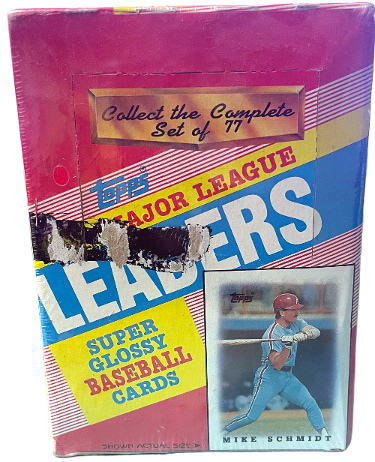 Collect the Complete
Set of 77
Topps
MAJOR LEAGUE
LEADERS
SUPER
GLOSSY
BASEBALL
CARDS
Topps
MIKE SCHMIDT
SHOWN ACTUAL SIZE